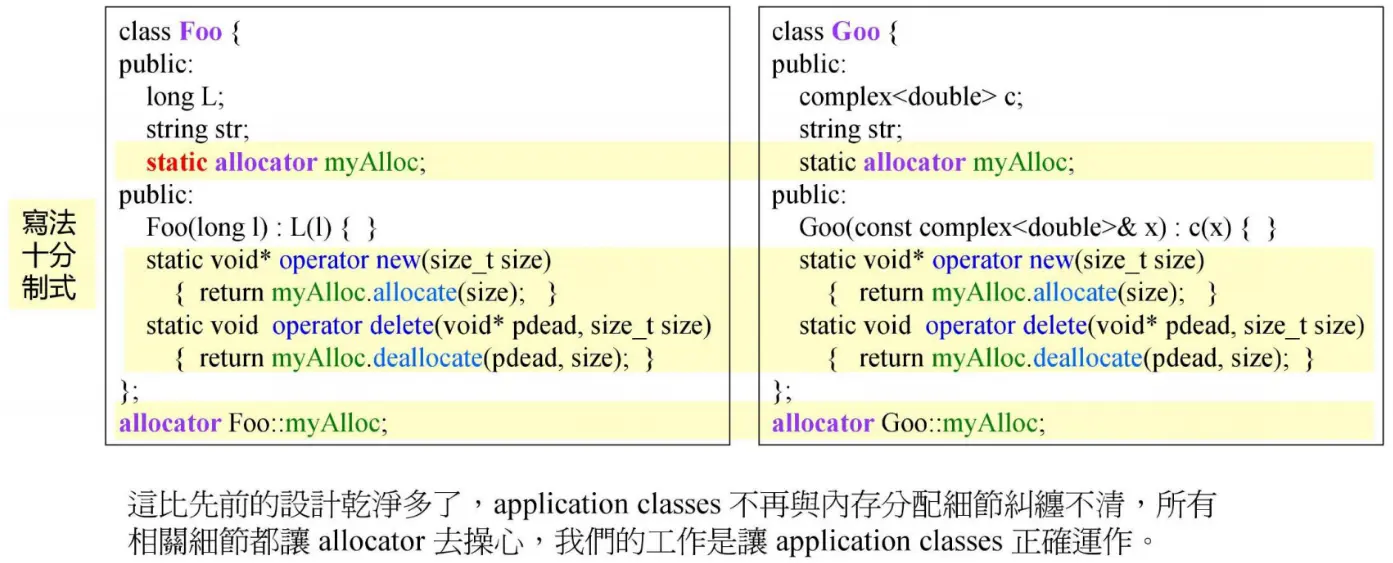 class Foo {
public:
long L;
string str;
static allocator myAlloc;
public:
Foo(long l) : L(l) { }
static void* operator new(size_t size)
{ return myAlloc.allocate(size); }
static void operator delete(void* pdead, size_t size)
{ return myAlloc.deallocate(pdead, size); }
};
allocator Foo::myAlloc;
class Goo {
public:
complex<double> c;
string str;
static allocator myAlloc;
public:
Goo(const complex<double>& x) : c(x) { }
static void* operator new(size_t size)
{ return myAlloc.allocate(size); }
static void operator delete(void* pdead, size_t size)
{ return myAlloc.deallocate(pdead, size); }
};
allocator Goo::myAlloc;
寫法
十分
制式
這比先前的設計乾淨多了，application classes 不再與內存分配細節糾纏不清，所有
相關細節都讓 allocator 去操心，我們的工作是讓 application classes 正確運作。